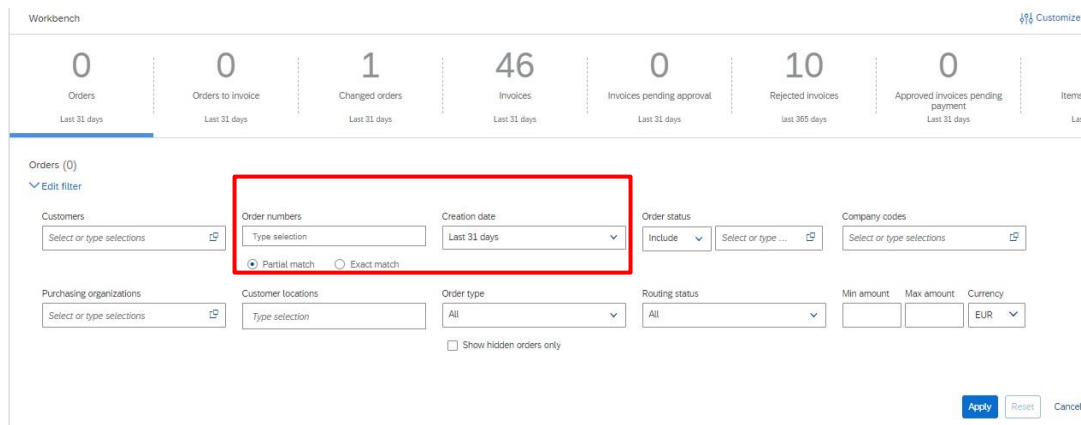 Workbench
Customize
0 0 1 46 0 10 0
Orders Orders to invoice Changed orders Invoices Invoices pending approval Rejected invoices Approved invoices pending payment Items
Last 31 days Last 31 days Last 31 days Last 31 days Last 31 days last 365 days Last 31 days Las
Orders (0)
Edit filter
Customers Order numbers Creation date Order status Company codes
Select or type selections Type selection Last 31 days Include Select or type ... Select or type selections
Partial match Exact match
Purchasing organizations Customer locations Order type Routing status Min amount Max amount Currency
Select or type selections Type selection All All EUR
Show hidden orders only
Apply Reset Cancel